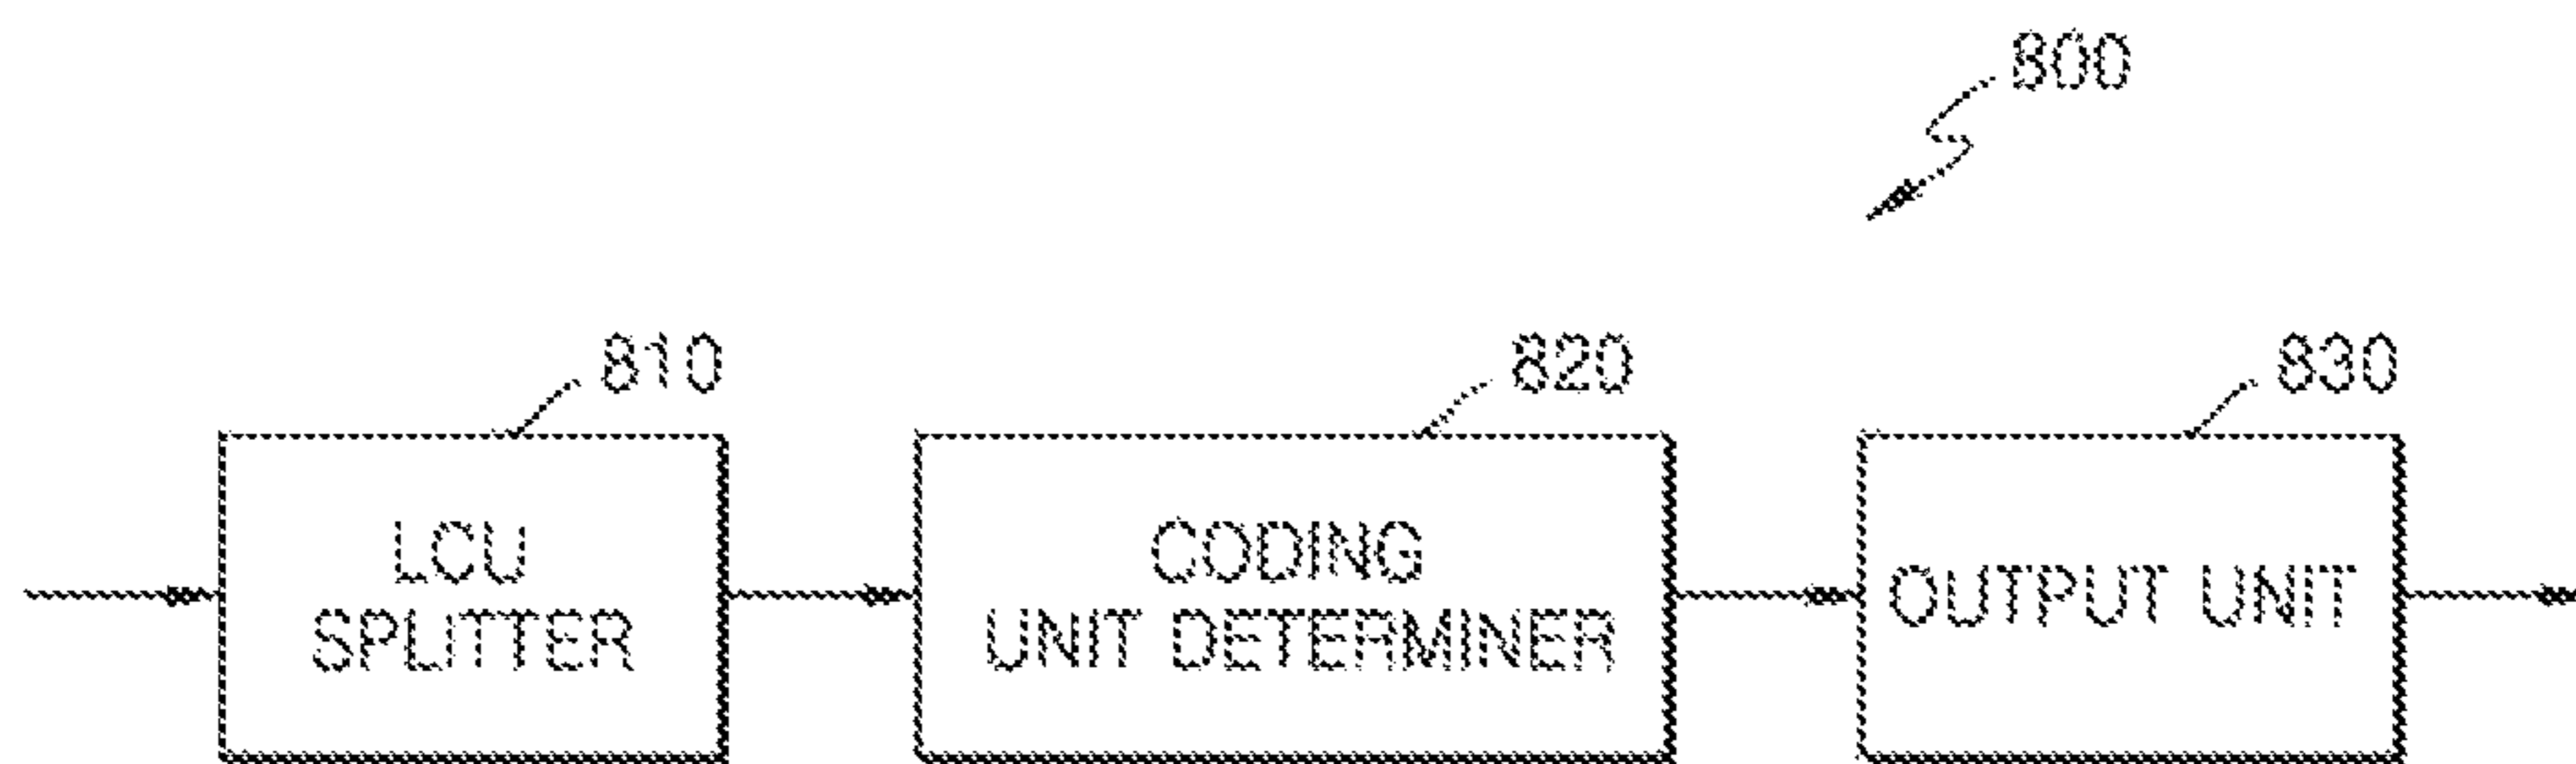 800
810
820
830
LCU
SPLITTER
CODING
UNIT DETERMINER
OUTPUT UNIT